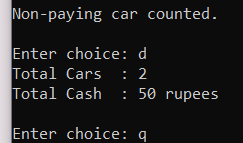 Non-paying car counted.
Enter choice: d
Total Cars  : 2
Total Cash  : 50 rupees
Enter choice: q